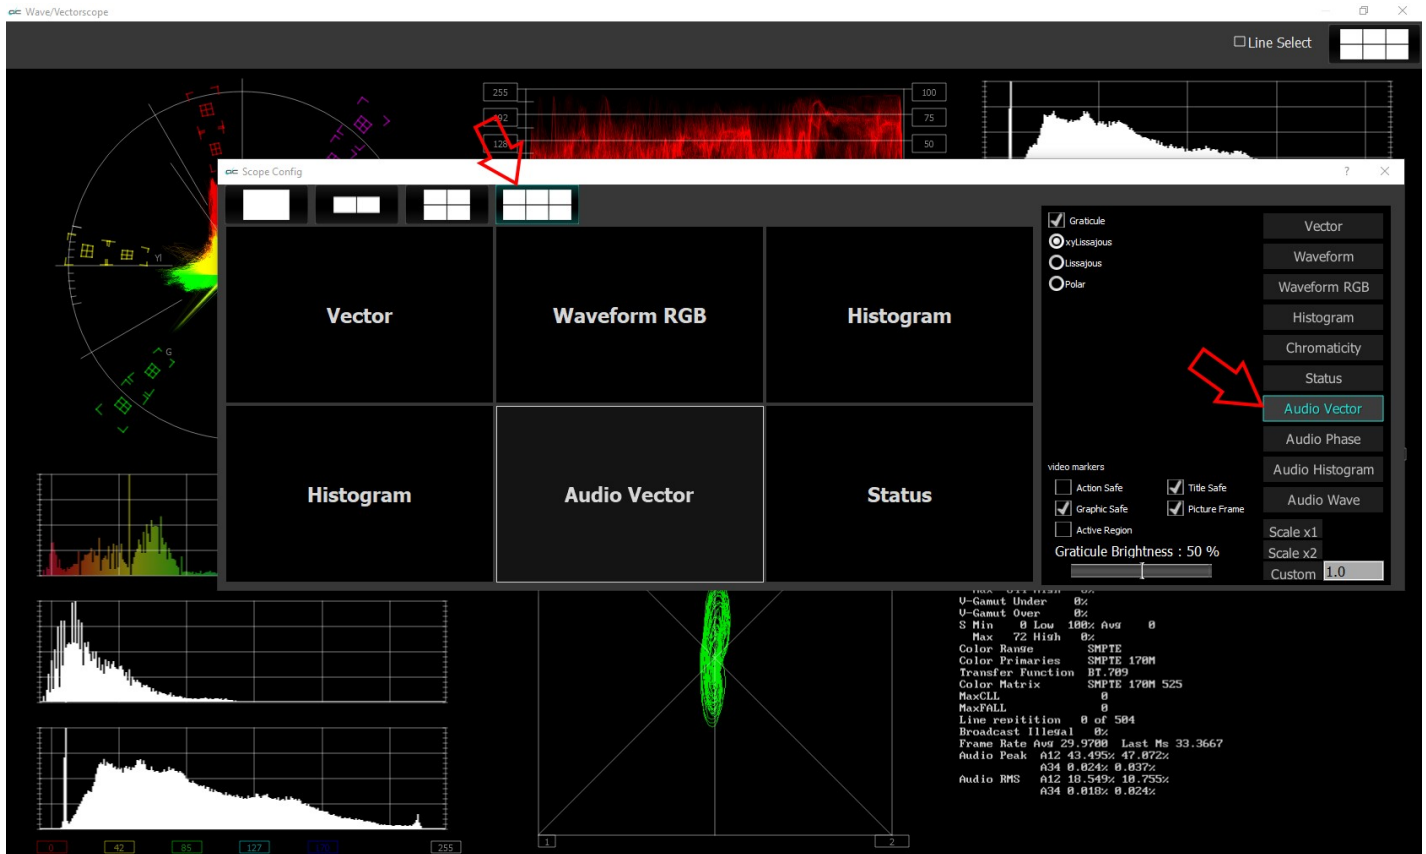 Wave/Vectorscope
Line Select
255
192
128
100
75
50
YI
G
Scope Config
?
Vector
Waveform RGB
Histogram
Histogram
Audio Vector
Status
Graticule
xyLissajous
Lissajous
Polar
video markers
Action Safe
Title Safe
Graphic Safe
Picture Frame
Active Region
Graticule Brightness : 50 %
Vector
Waveform
Waveform RGB
Histogram
Chromaticity
Status
Audio Vector
Audio Phase
Audio Histogram
Audio Wave
Scale x1
Scale x2
Custom 1.0
V-Gamut Under 0%
V-Gamut Over 0%
S Min 0 Low 100% Avg 0
Max 72 High 0%
Color Range SMPTE
Color Primaries SMPTE 170M
Transfer Function BT.709
Color Matrix SMPTE 170M 525
MaxCLL 0
MaxFALL 0
Line repitition 0 of 504
Broadcast Illegal 0%
Frame Rate Avg 29.9700 Last Ms 33.3667
Audio Peak A12 43.495% 47.072%
A34 0.024% 0.037%
Audio RMS A12 18.549% 10.755%
A34 0.018% 0.024%
1
2
0
42
85
127
255